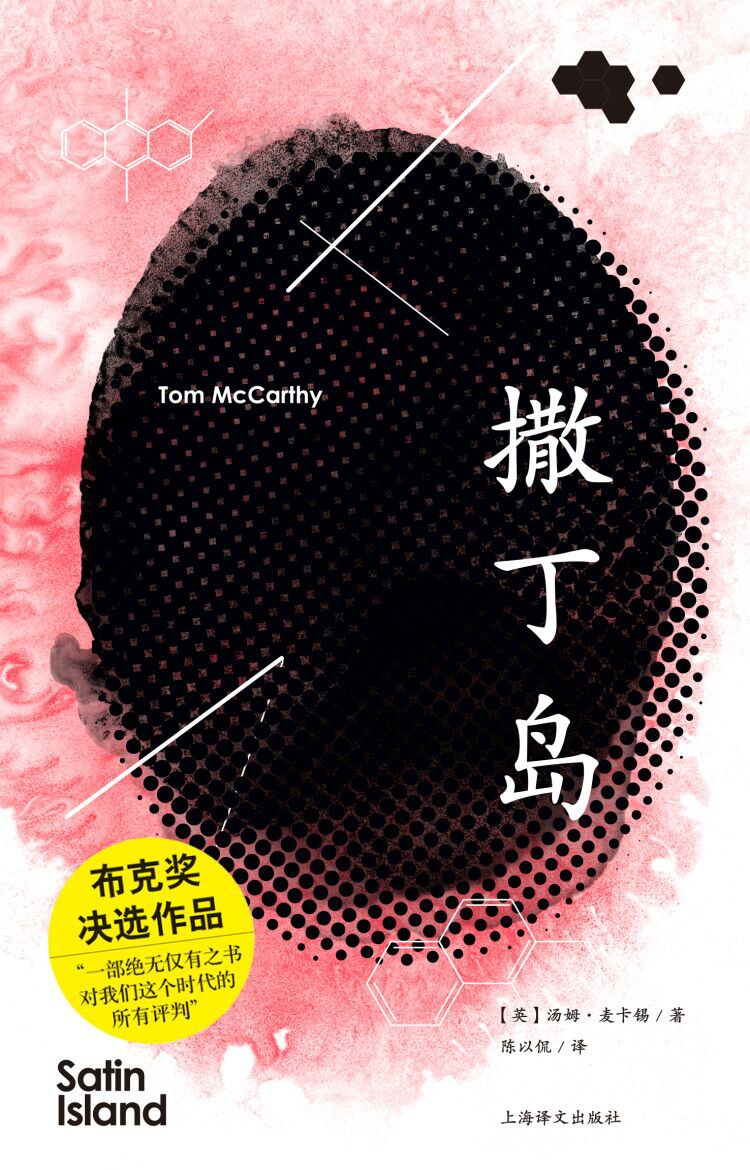 Tom McCarthy
撒丁岛
布克奖
决选作品
“一部绝无仅有之书
对我们这个时代的
所有评判”
【英】汤姆·麦卡锡 / 著
陈以侃 / 译
Satin
Island
上海译文出版社